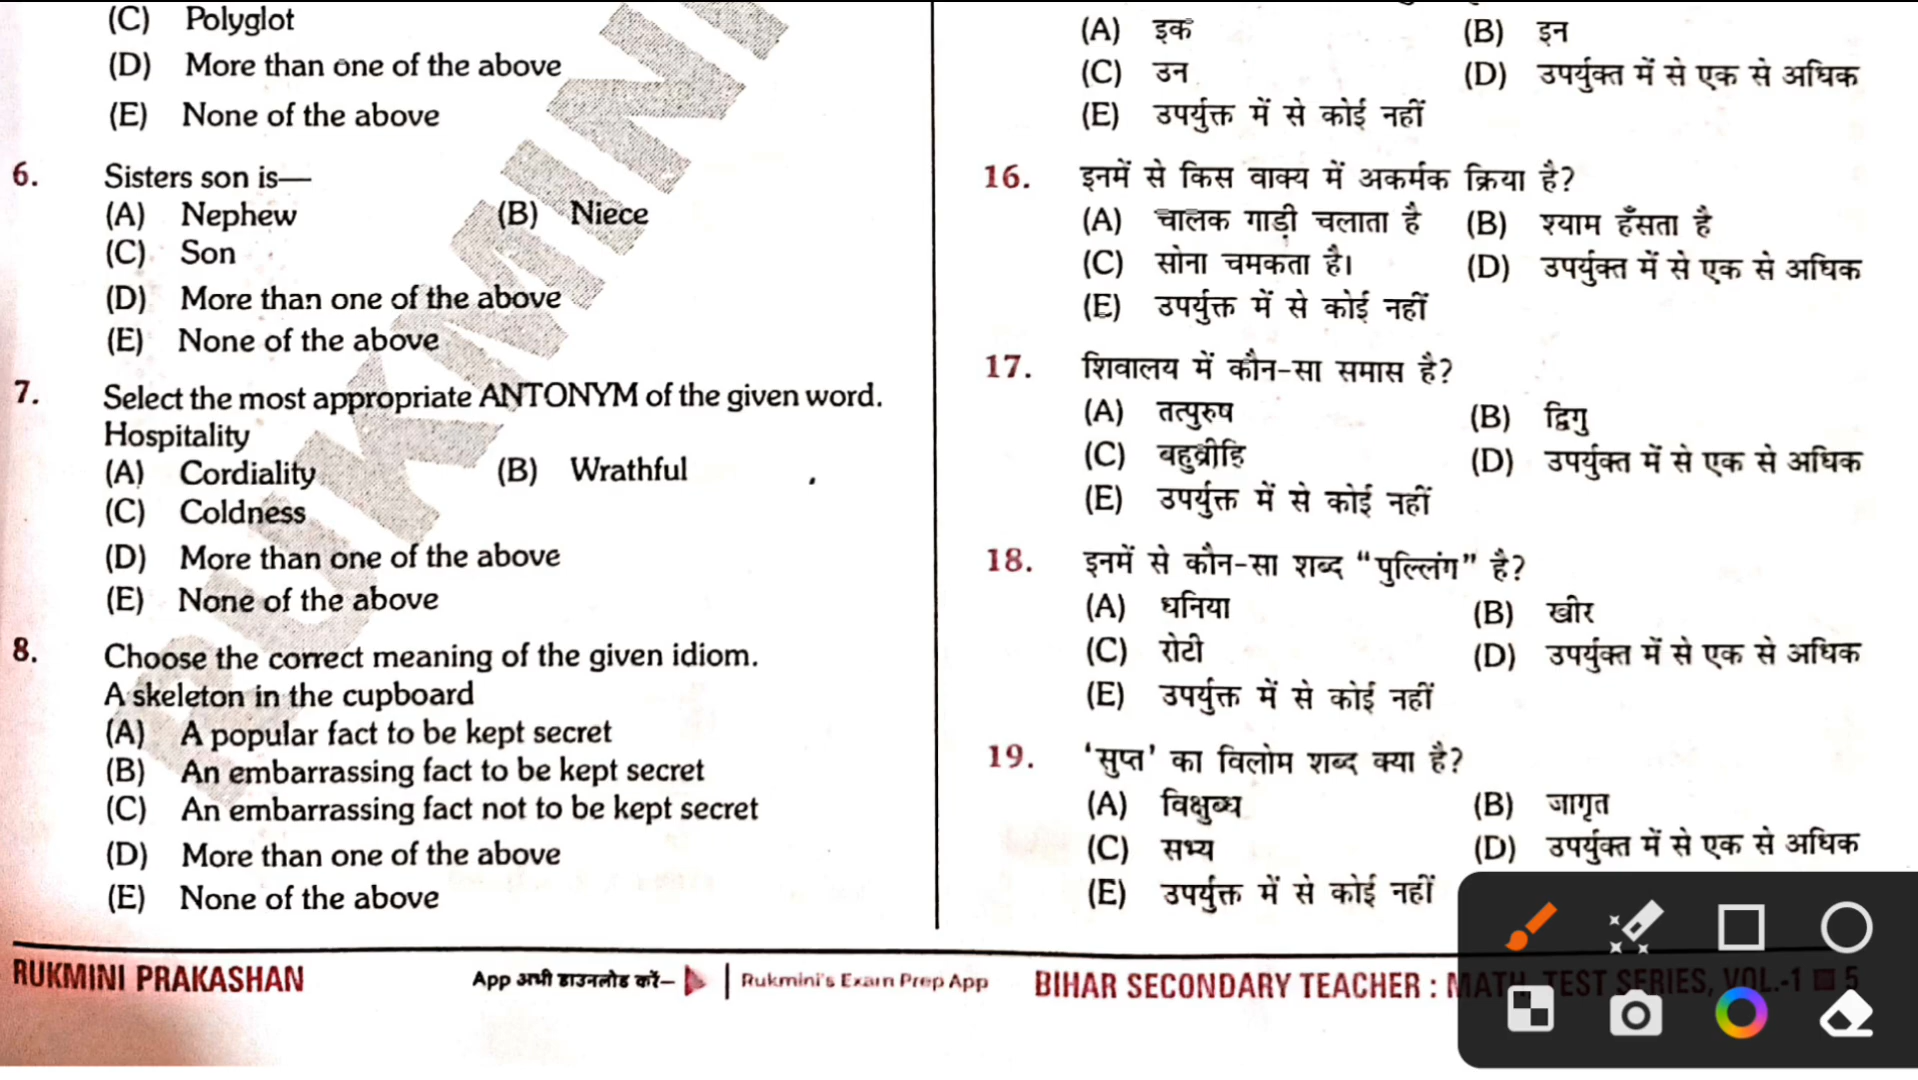 (C) Polyglot
(D) More than one of the above
(E) None of the above
6. Sisters son is—
(A) Nephew (B) Niece
(C) Son
(D) More than one of the above
(E) None of the above
7. Select the most appropriate ANTONYM of the given word.
Hospitality
(A) Cordiality (B) Wrathful
(C) Coldness
(D) More than one of the above
(E) None of the above
8. Choose the correct meaning of the given idiom.
A skeleton in the cupboard
(A) A popular fact to be kept secret
(B) An embarrassing fact to be kept secret
(C) An embarrassing fact not to be kept secret
(D) More than one of the above
(E) None of the above
(A) इक (B) इन
(C) उन (D) उपर्युक्त में से एक से अधिक
(E) उपर्युक्त में से कोई नहीं
16. इनमें से किस वाक्य में अकर्मक क्रिया है?
(A) चालक गाड़ी चलाता है (B) श्याम हँसता है
(C) सोना चमकता है। (D) उपर्युक्त में से एक से अधिक
(E) उपर्युक्त में से कोई नहीं
17. शिवालय में कौन-सा समास है?
(A) तत्पुरुष (B) द्विगु
(C) बहुव्रीहि (D) उपर्युक्त में से एक से अधिक
(E) उपर्युक्त में से कोई नहीं
18. इनमें से कौन-सा शब्द “पुल्लिंग” है?
(A) धनिया (B) खीर
(C) रोटी (D) उपर्युक्त में से एक से अधिक
(E) उपर्युक्त में से कोई नहीं
19. ‘सुप्त’ का विलोम शब्द क्या है?
(A) विक्षुब्ध (B) जागृत
(C) सभ्य (D) उपर्युक्त में से एक से अधिक
(E) उपर्युक्त में से कोई नहीं
RUKMINI
RUKMINI PRAKASHAN App अभी डाउनलोड करें– Rukmini's Exam Prep App BIHAR SECONDARY TEACHER : MATH TEST SERIES, VOL.-1 5